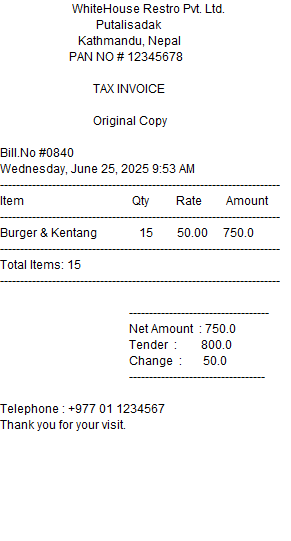 WhiteHouse Restro Pvt. Ltd.
Putalisadak
Kathmandu, Nepal
PAN NO # 12345678
TAX INVOICE
Original Copy
Bill.No #0840
Wednesday, June 25, 2025 9:53 AM
----------------------------------------------------------------------
Item Qty Rate Amount
----------------------------------------------------------------------
Burger & Kentang 15 50.00 750.0
----------------------------------------------------------------------
Total Items: 15
----------------------------------------------------------------------
-----------------------------------
Net Amount : 750.0
Tender : 800.0
Change : 50.0
----------------------------------
Telephone : +977 01 1234567
Thank you for your visit.